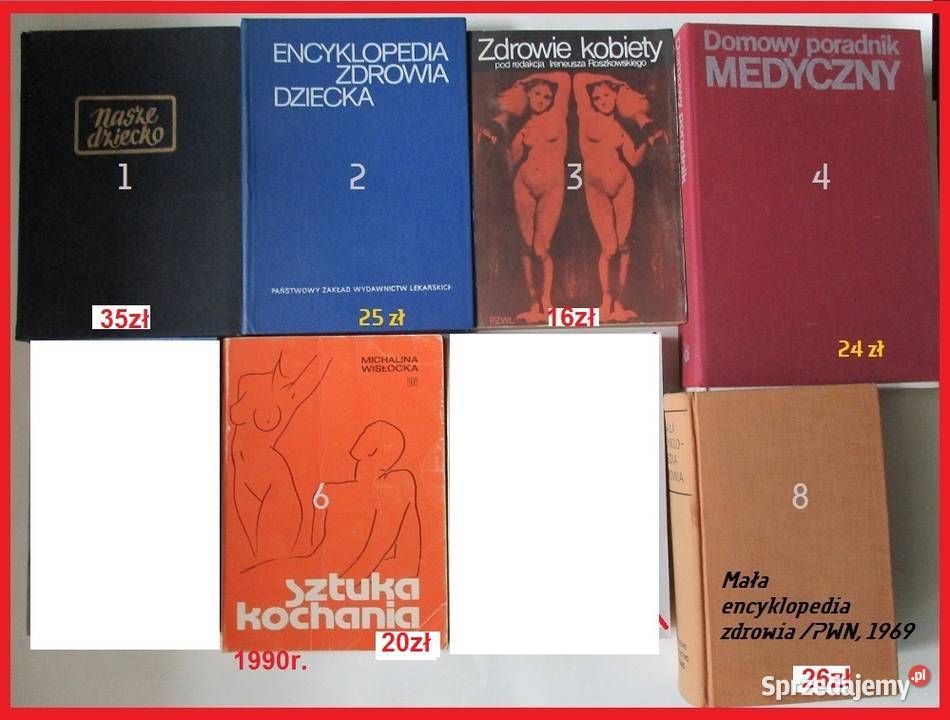 nasze
dziecko
1
35zł
ENCYKLOPEDIA
ZDROWIA
DZIECKA
2
PAŃSTWOWY ZAKŁAD WYDAWNICTW LEKARSKICH
25 zł
Zdrowie kobiety
pod redakcją Ireneusza Roszkowskiego
3
PZWL
16zł
Domowy poradnik
MEDYCZNY
4
24 zł
MICHALINA
WISŁOCKA
6
sztuka
kochania
20zł
1990r.
8
Mała
encyklopedia
zdrowia /PWN, 1969
26zł
Sprzedajemy.pl